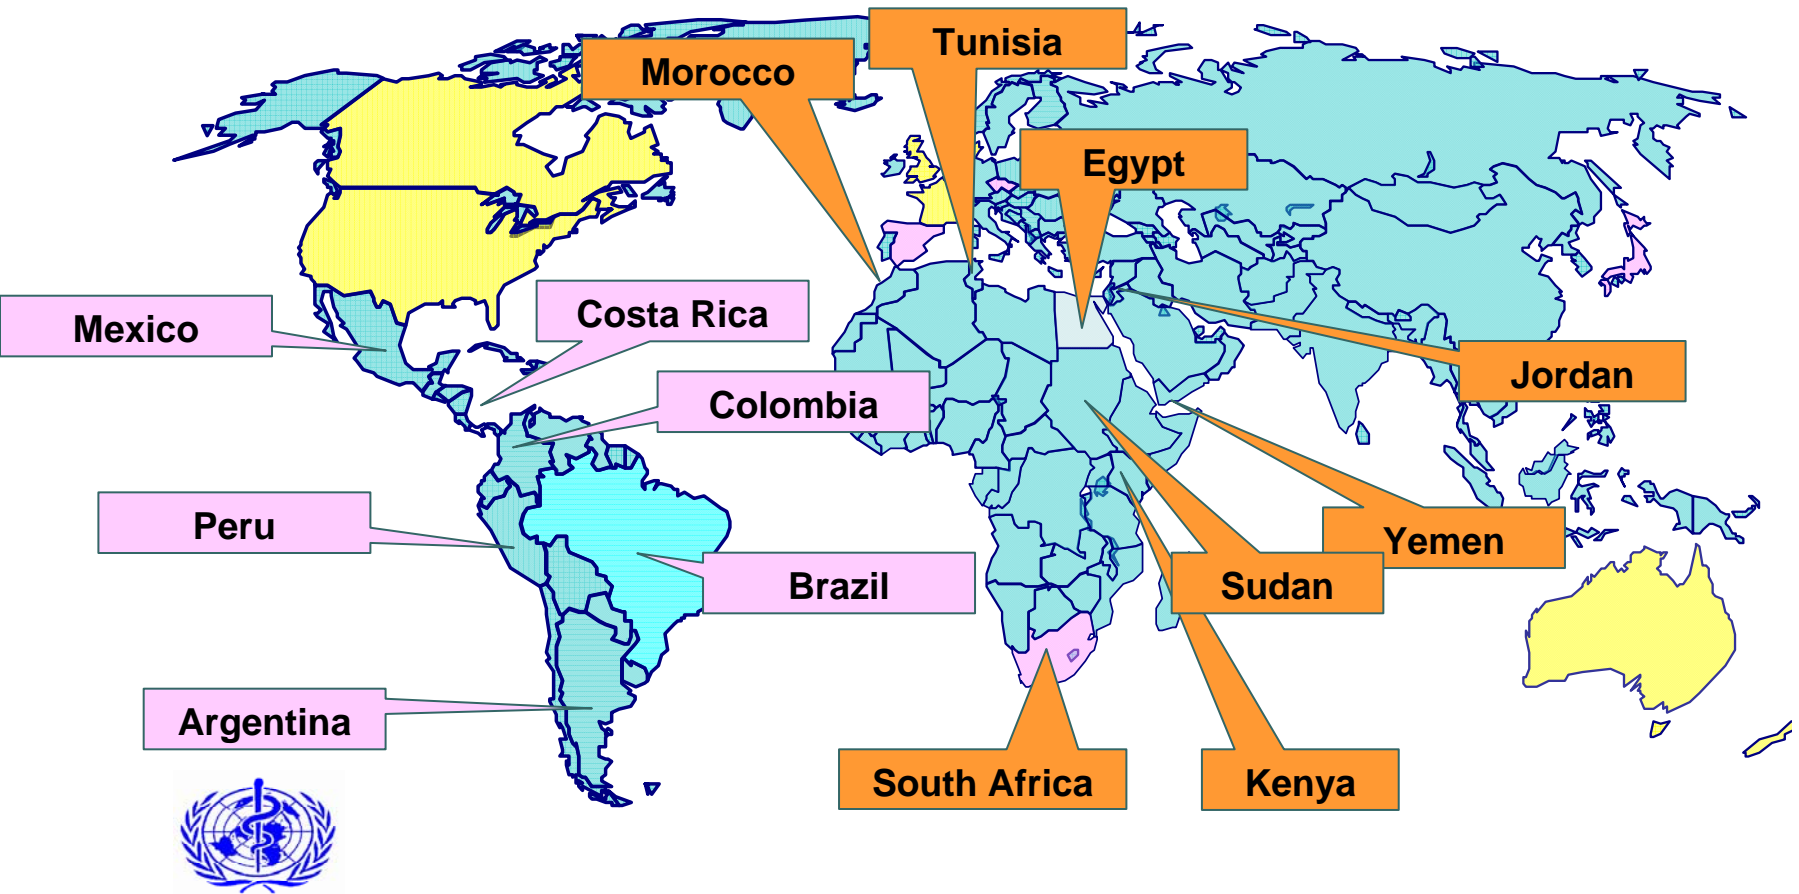 Tunisia
Morocco
Egypt
Costa Rica
Mexico
Jordan
Colombia
Peru
Yemen
Brazil
Sudan
Argentina
South Africa
Kenya